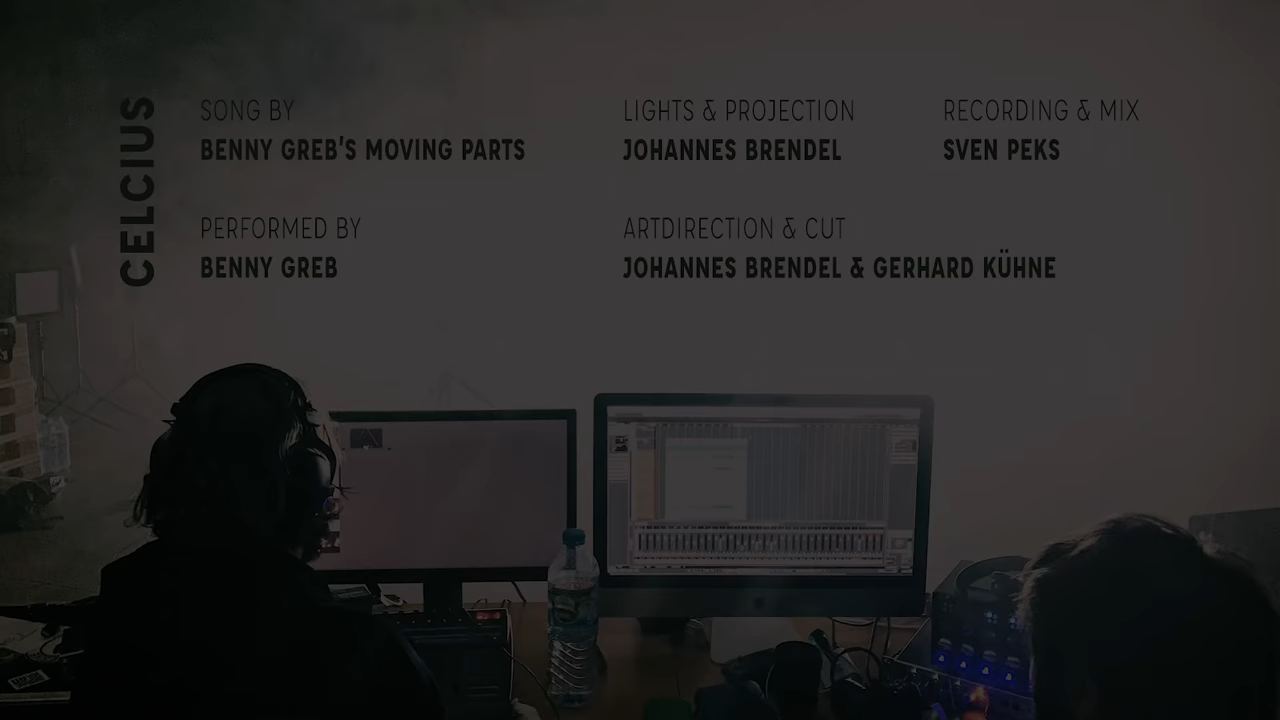 CELCIUS
SONG BY
BENNY GREB'S MOVING PARTS
PERFORMED BY
BENNY GREB
LIGHTS & PROJECTION
JOHANNES BRENDEL
ARTDIRECTION & CUT
JOHANNES BRENDEL & GERHARD KÜHNE
RECORDING & MIX
SVEN PEKS